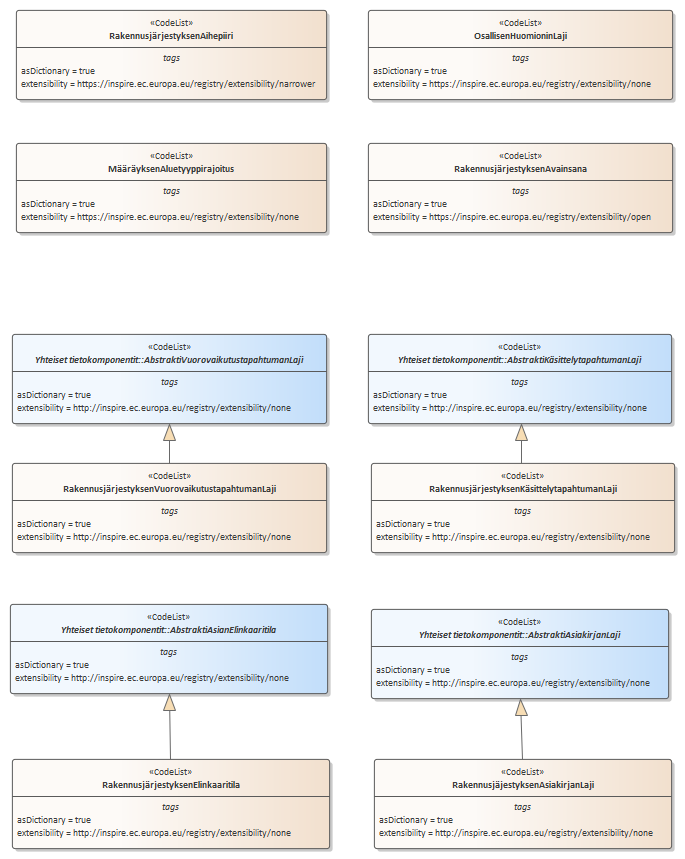 «CodeList»
RakennusjärjestyksenAihepiiri
tags
asDictionary = true
extensibility = https://inspire.ec.europa.eu/registry/extensibility/narrower
«CodeList»
OsallisenHuomioninLaji
tags
asDictionary = true
extensibility = https://inspire.ec.europa.eu/registry/extensibility/none
«CodeList»
MääräyksenAluetyyppirajoitus
tags
asDictionary = true
extensibility = https://inspire.ec.europa.eu/registry/extensibility/none
«CodeList»
RakennusjärjestyksenAvainsana
tags
asDictionary = true
extensibility = https://inspire.ec.europa.eu/registry/extensibility/open
«CodeList»
Yhteiset tietokomponentit::AbstraktiVuorovaikutustapahtumanLaji
tags
asDictionary = true
extensibility = http://inspire.ec.europa.eu/registry/extensibility/none
«CodeList»
Yhteiset tietokomponentit::AbstraktiKäsittelytapahtumanLaji
tags
asDictionary = true
extensibility = http://inspire.ec.europa.eu/registry/extensibility/none
«CodeList»
RakennusjärjestyksenVuorovaikutustapahtumanLaji
tags
asDictionary = true
extensibility = http://inspire.ec.europa.eu/registry/extensibility/none
«CodeList»
RakennusjärjestyksenKäsittelytapahtumanLaji
tags
asDictionary = true
extensibility = http://inspire.ec.europa.eu/registry/extensibility/none
«CodeList»
Yhteiset tietokomponentit::AbstraktiAsianElinkaaritila
tags
asDictionary = true
extensibility = http://inspire.ec.europa.eu/registry/extensibility/none
«CodeList»
Yhteiset tietokomponentit::AbstraktiAsiakirjanLaji
tags
asDictionary = true
extensibility = http://inspire.ec.europa.eu/registry/extensibility/none
«CodeList»
RakennusjärjestyksenElinkaaritila
tags
asDictionary = true
extensibility = http://inspire.ec.europa.eu/registry/extensibility/none
«CodeList»
RakennusjäjestyksenAsiakirjanLaji
tags
asDictionary = true
extensibility = http://inspire.ec.europa.eu/registry/extensibility/none